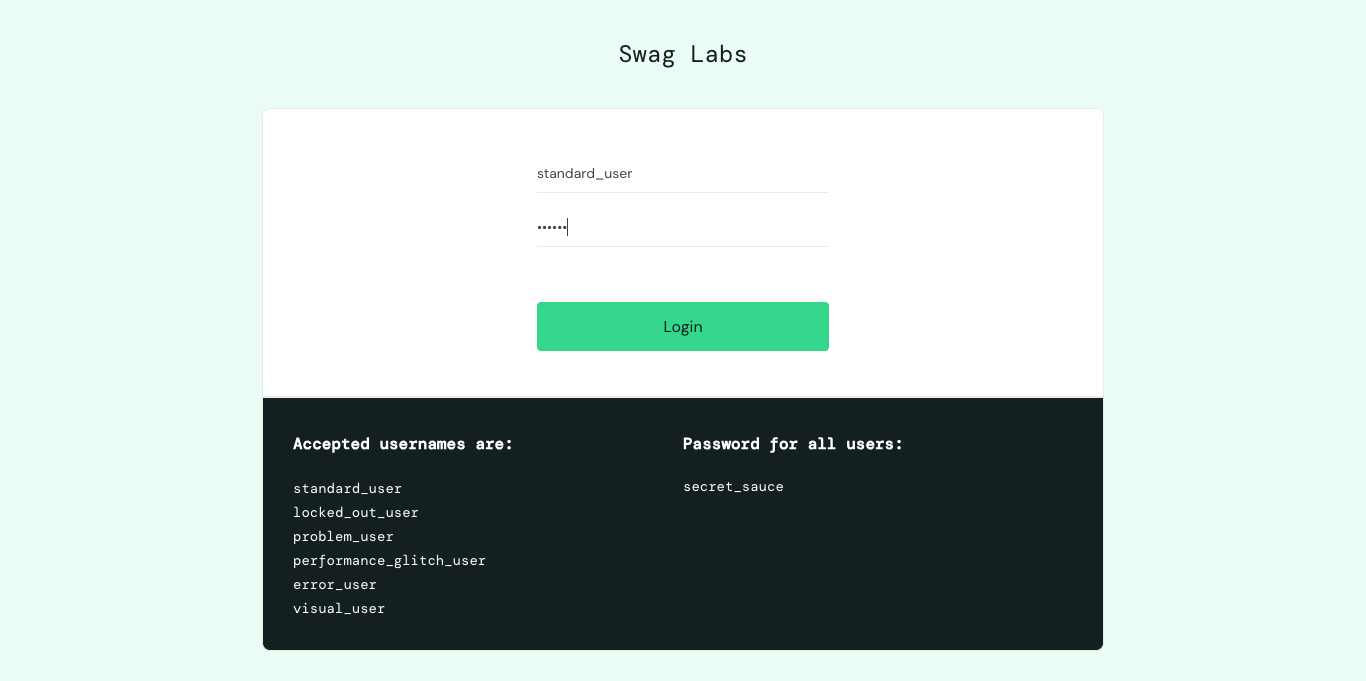 Swag Labs
standard_user
••••••
Login
Accepted usernames are:
standard_user
locked_out_user
problem_user
performance_glitch_user
error_user
visual_user
Password for all users:
secret_sauce